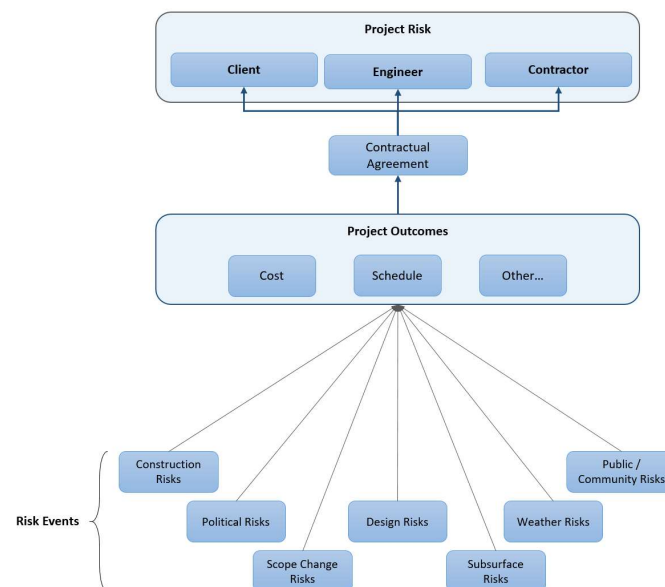 Project Risk
Client
Engineer
Contractor
Contractual
Agreement
Project Outcomes
Cost
Schedule
Other...
Construction
Risks
Public /
Community Risks
Risk Events
Political Risks
Design Risks
Weather Risks
Scope Change
Risks
Subsurface
Risks